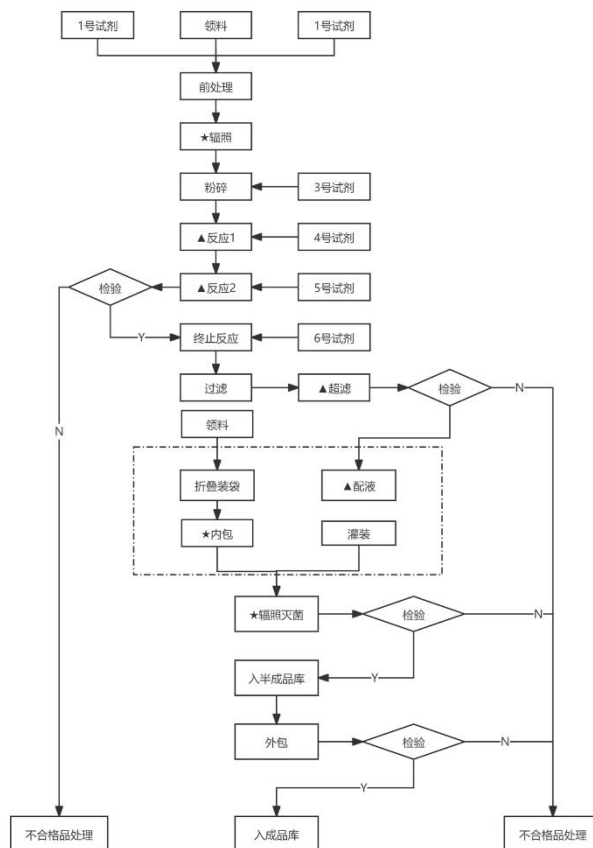 1号试剂
领料
1号试剂
前处理
★辐照
粉碎
3号试剂
▲反应1
4号试剂
检验
▲反应2
5号试剂
Y
终止反应
6号试剂
过滤
▲超滤
检验
N
领料
N
折叠装袋
▲配液
★内包
灌装
★辐照灭菌
检验
N
入半成品库
Y
外包
检验
N
Y
不合格品处理
入成品库
不合格品处理